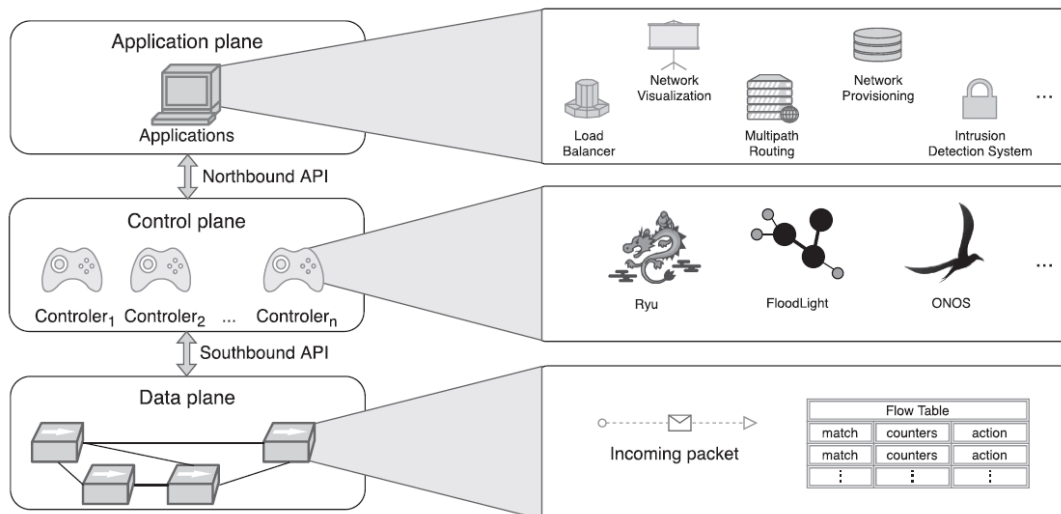 Application plane
Applications
Network
Visualization
Network
Provisioning
Load
Balancer
Multipath
Routing
Intrusion
Detection System
...
Northbound API
Control plane
Controler1 Controler2 ... Controlern
Ryu
FloodLight
ONOS
...
Southbound API
Data plane
Incoming packet
Flow Table
match counters action
match counters action
⋮ ⋮ ⋮